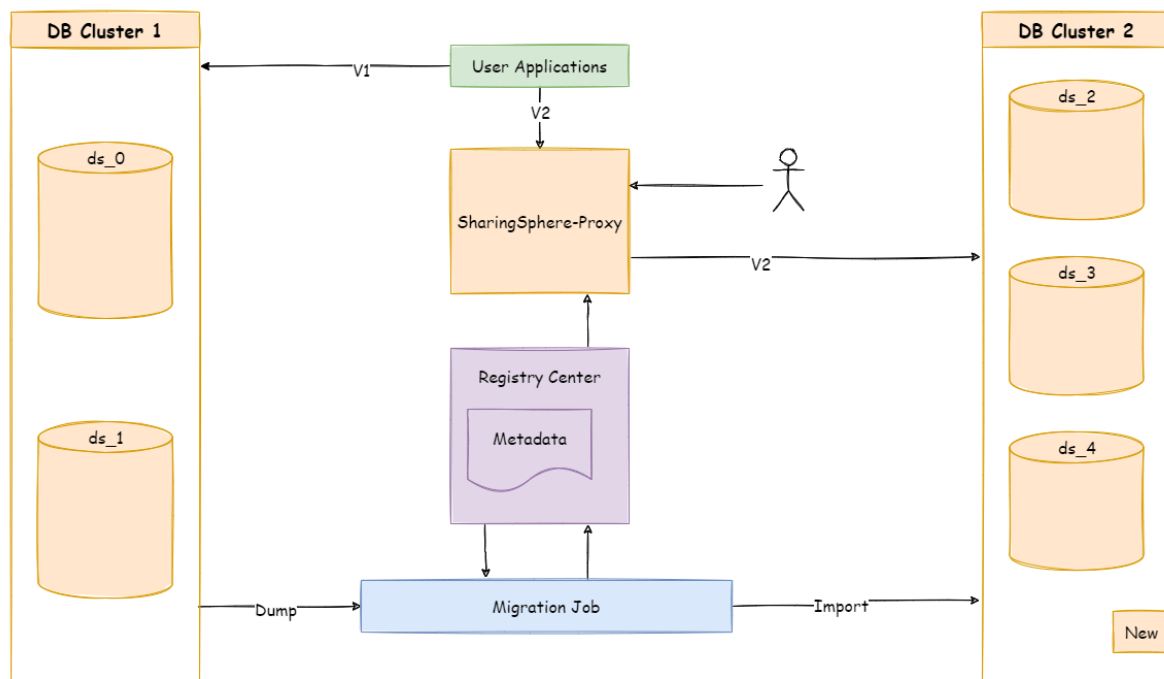 DB Cluster 1
DB Cluster 2
User Applications
V1
V2
ds_2
ds_0
SharingSphere-Proxy
V2
ds_3
Registry Center
Metadata
ds_1
ds_4
Dump
Migration Job
Import
New